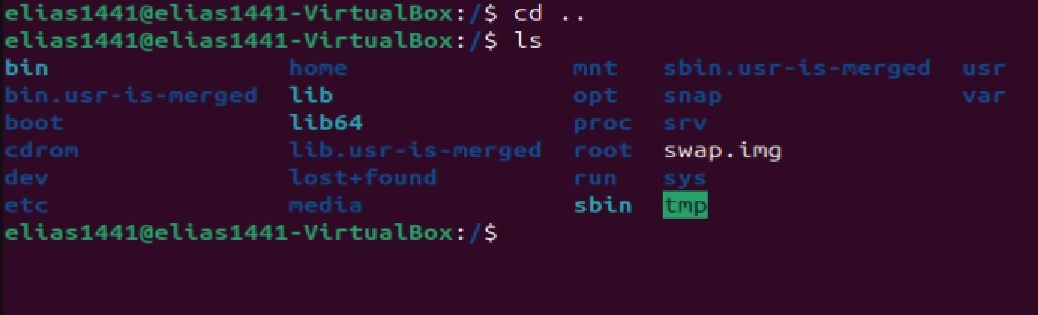 elias1441@elias1441-VirtualBox:/$ cd ..
elias1441@elias1441-VirtualBox:/$ ls
bin home mnt sbin.usr-is-merged usr
bin.usr-is-merged lib opt snap var
boot lib64 proc srv
cdrom lib.usr-is-merged root swap.img
dev lost+found run sys
etc media sbin tmp
elias1441@elias1441-VirtualBox:/$